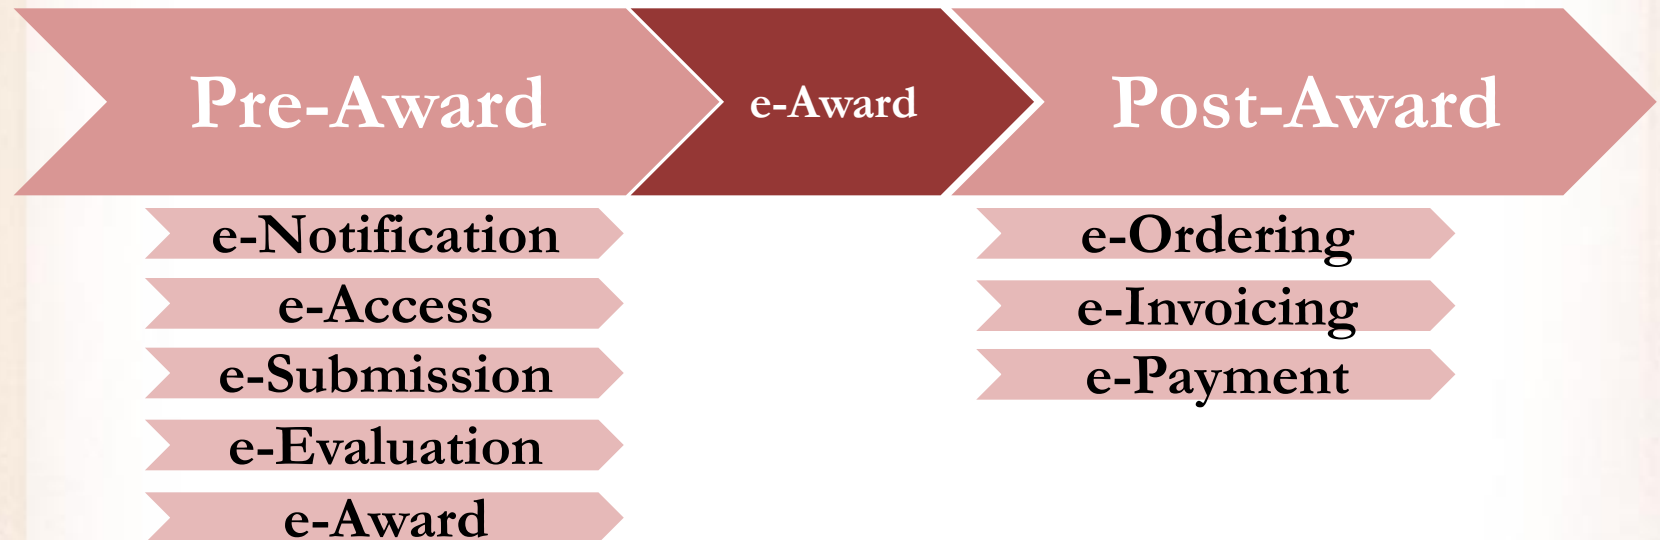 Pre-Award
e-Award
Post-Award
e-Notification
e-Access
e-Submission
e-Evaluation
e-Award
e-Ordering
e-Invoicing
e-Payment